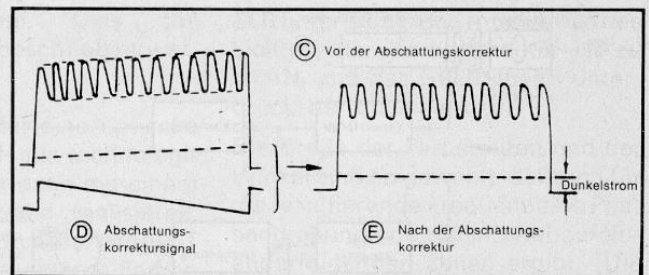 Ⓒ Vor der Abschattungskorrektur
Dunkelstrom
Ⓓ Abschattungs-
korrektursignal
Ⓔ Nach der Abschattungs-
korrektur